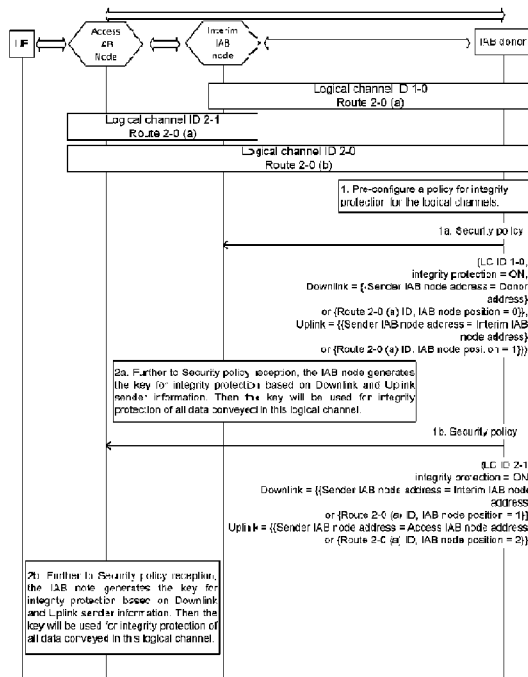 UE
Access
IAB
Node
Interim
IAB
node
IAB donor
Logical channel ID 1-0
Route 2-0 (a)
Logical channel ID 2-1
Route 2-0 (a)
Logical channel ID 2-0
Route 2-0 (b)
1. Pre-configure a policy for integrity
protection for the logical channels.
1a. Security policy
(LC ID 1-0,
integrity protection = ON,
Downlink = {{Sender IAB node address = Donor
address}
or {Route 2-0 (a) ID, IAB node position = 0}},
Uplink = {{Sender IAB node address = Interim IAB
node address}
or {Route 2-0 (a) ID, IAB node position = 1}})
2a. Further to Security policy reception, the IAB node generates
the key for integrity protection based on Downlink and Uplink
sender information. Then the key will be used for integrity
protection of all data conveyed in this logical channel.
1b. Security policy
(LC ID 2-1
integrity protection = ON
Downlink = {{Sender IAB node address = Interim IAB node
address
or {Route 2-0 (a) ID, IAB node position = 1}}
Uplink = {{Sender IAB node address = Access IAB node address
or {Route 2-0 (a) ID, IAB node position = 2}}
2b. Further to Security policy reception,
the IAB note generates the key for
integrity protection based on Downlink
and Uplink sender information. Then the
key will be used for integrity protection of
all data conveyed in this logical channel.